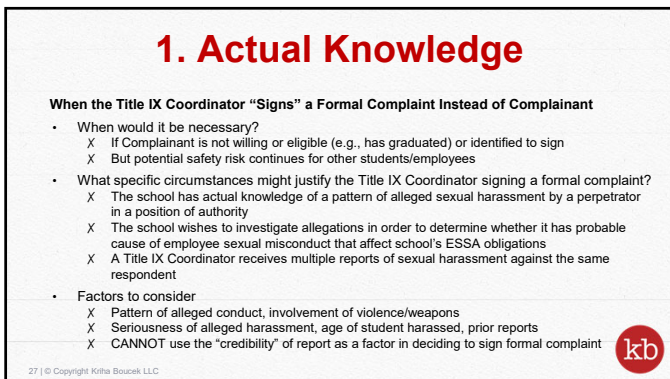 1. Actual Knowledge
When the Title IX Coordinator “Signs” a Formal Complaint Instead of Complainant
• When would it be necessary?
✗ If Complainant is not willing or eligible (e.g., has graduated) or identified to sign
✗ But potential safety risk continues for other students/employees
• What specific circumstances might justify the Title IX Coordinator signing a formal complaint?
✗ The school has actual knowledge of a pattern of alleged sexual harassment by a perpetrator
in a position of authority
✗ The school wishes to investigate allegations in order to determine whether it has probable
cause of employee sexual misconduct that affect school’s ESSA obligations
✗ A Title IX Coordinator receives multiple reports of sexual harassment against the same
respondent
• Factors to consider
✗ Pattern of alleged conduct, involvement of violence/weapons
✗ Seriousness of alleged harassment, age of student harassed, prior reports
✗ CANNOT use the “credibility” of report as a factor in deciding to sign formal complaint
kb
27 | © Copyright Kriha Boucek LLC